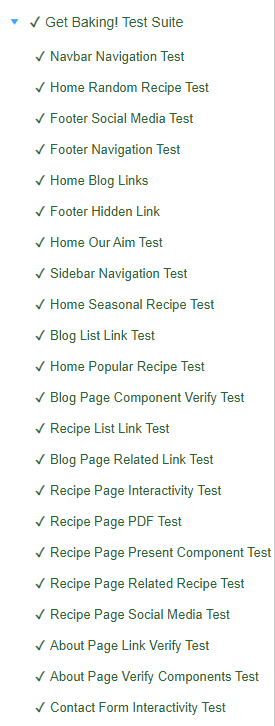 ✓ Get Baking! Test Suite
✓ Navbar Navigation Test
✓ Home Random Recipe Test
✓ Footer Social Media Test
✓ Footer Navigation Test
✓ Home Blog Links
✓ Footer Hidden Link
✓ Home Our Aim Test
✓ Sidebar Navigation Test
✓ Home Seasonal Recipe Test
✓ Blog List Link Test
✓ Home Popular Recipe Test
✓ Blog Page Component Verify Test
✓ Recipe List Link Test
✓ Blog Page Related Link Test
✓ Recipe Page Interactivity Test
✓ Recipe Page PDF Test
✓ Recipe Page Present Component Test
✓ Recipe Page Related Recipe Test
✓ Recipe Page Social Media Test
✓ About Page Link Verify Test
✓ About Page Verify Components Test
✓ Contact Form Interactivity Test